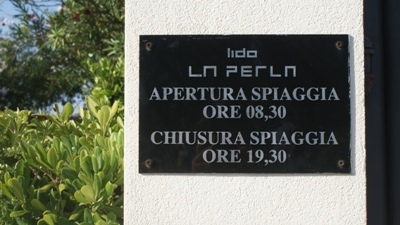 lido
LA PERLA
APERTURA SPIAGGIA
ORE 08,30
CHIUSURA SPIAGGIA
ORE 19,30